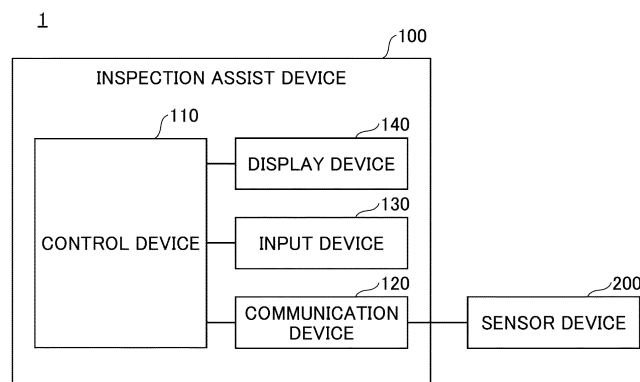 1
100
INSPECTION ASSIST DEVICE
110
140
DISPLAY DEVICE
130
CONTROL DEVICE
INPUT DEVICE
120
200
COMMUNICATION
DEVICE
SENSOR DEVICE